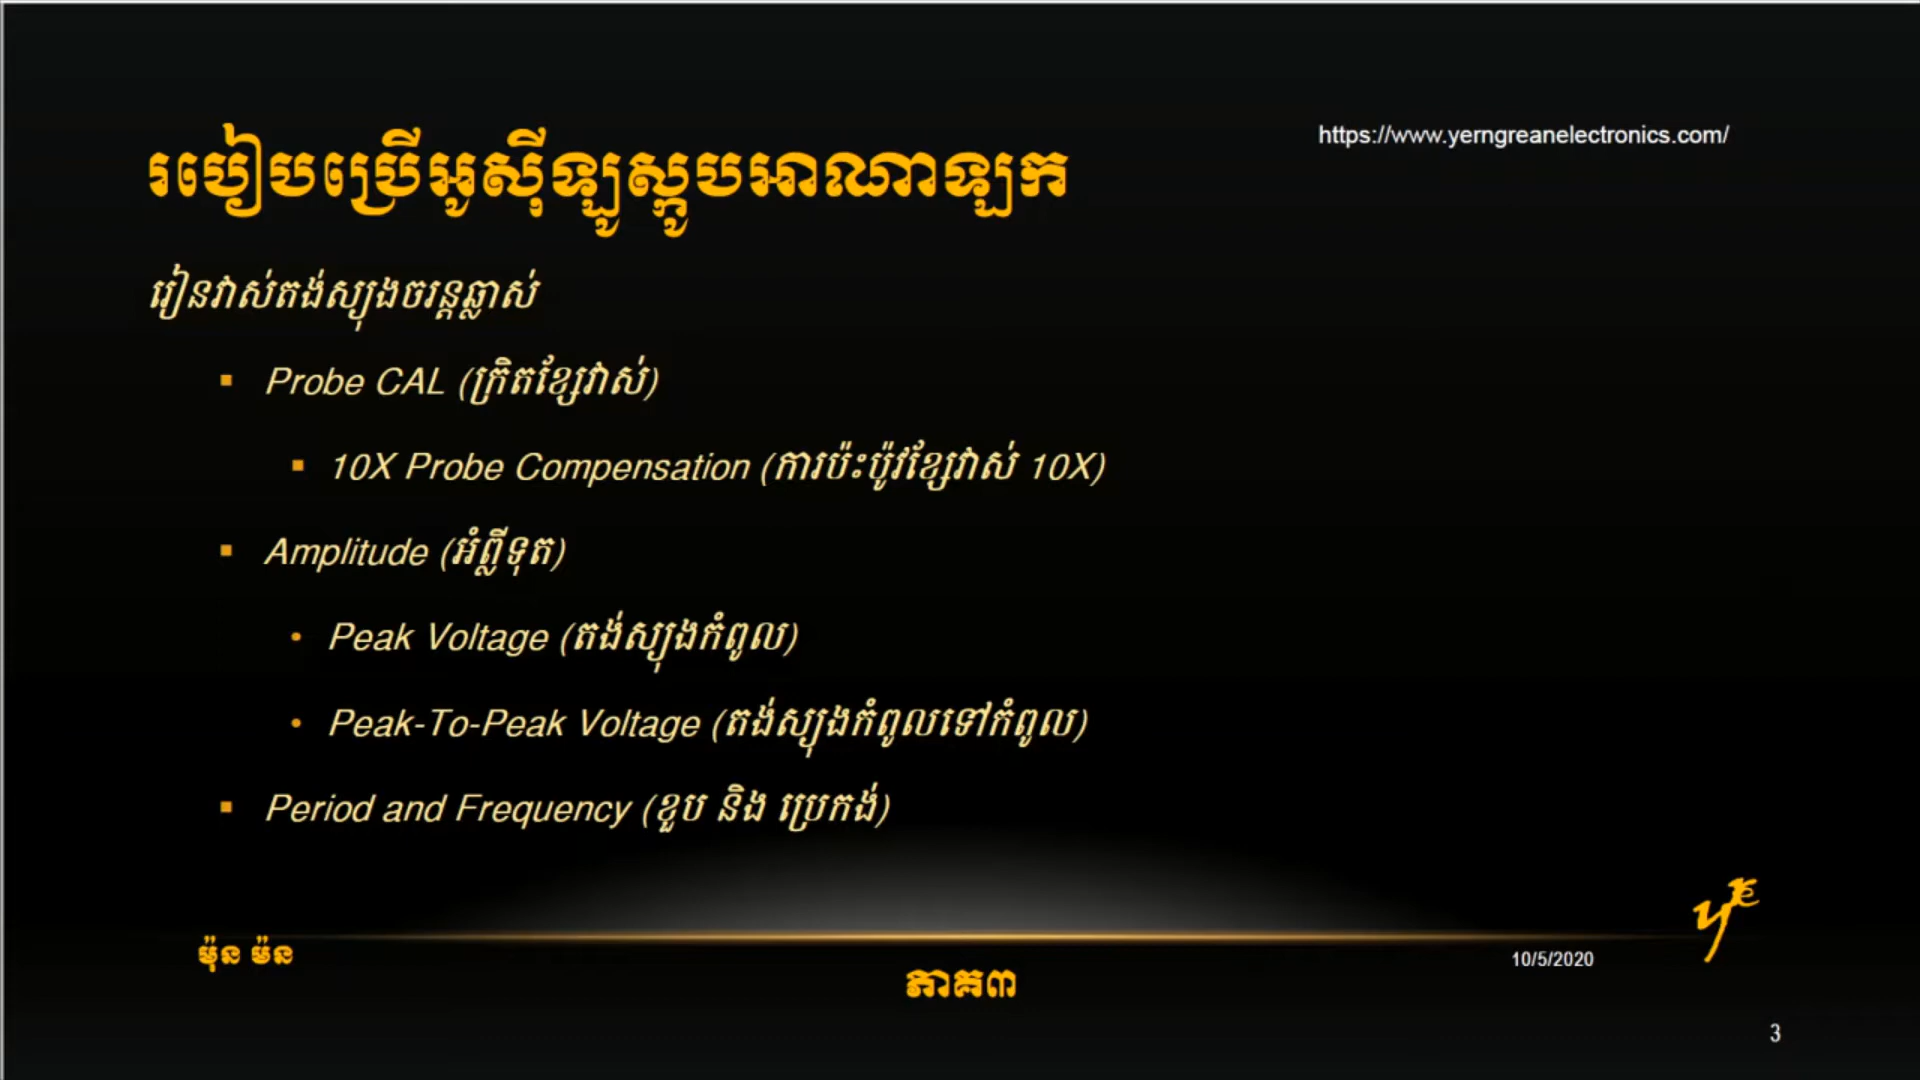 https://www.yerngreanelectronics.com/
របៀបប្រើអូស៊ីឡូស្កូបអាណាឡក
រៀនវាស់តង់ស្យុងចរន្តឆ្លាស់
▪ Probe CAL (ក្រិតខ្សែវាស់)
▪ 10X Probe Compensation (ការប៉ះប៉ូវខ្សែវាស់ 10X)
▪ Amplitude (អំព្លីទុត)
• Peak Voltage (តង់ស្យុងកំពូល)
• Peak-To-Peak Voltage (តង់ស្យុងកំពូលទៅកំពូល)
▪ Period and Frequency (ខួប និង ប្រេកង់)
ម៉ុន ម៉ន
10/5/2020
ភាគ៣
3